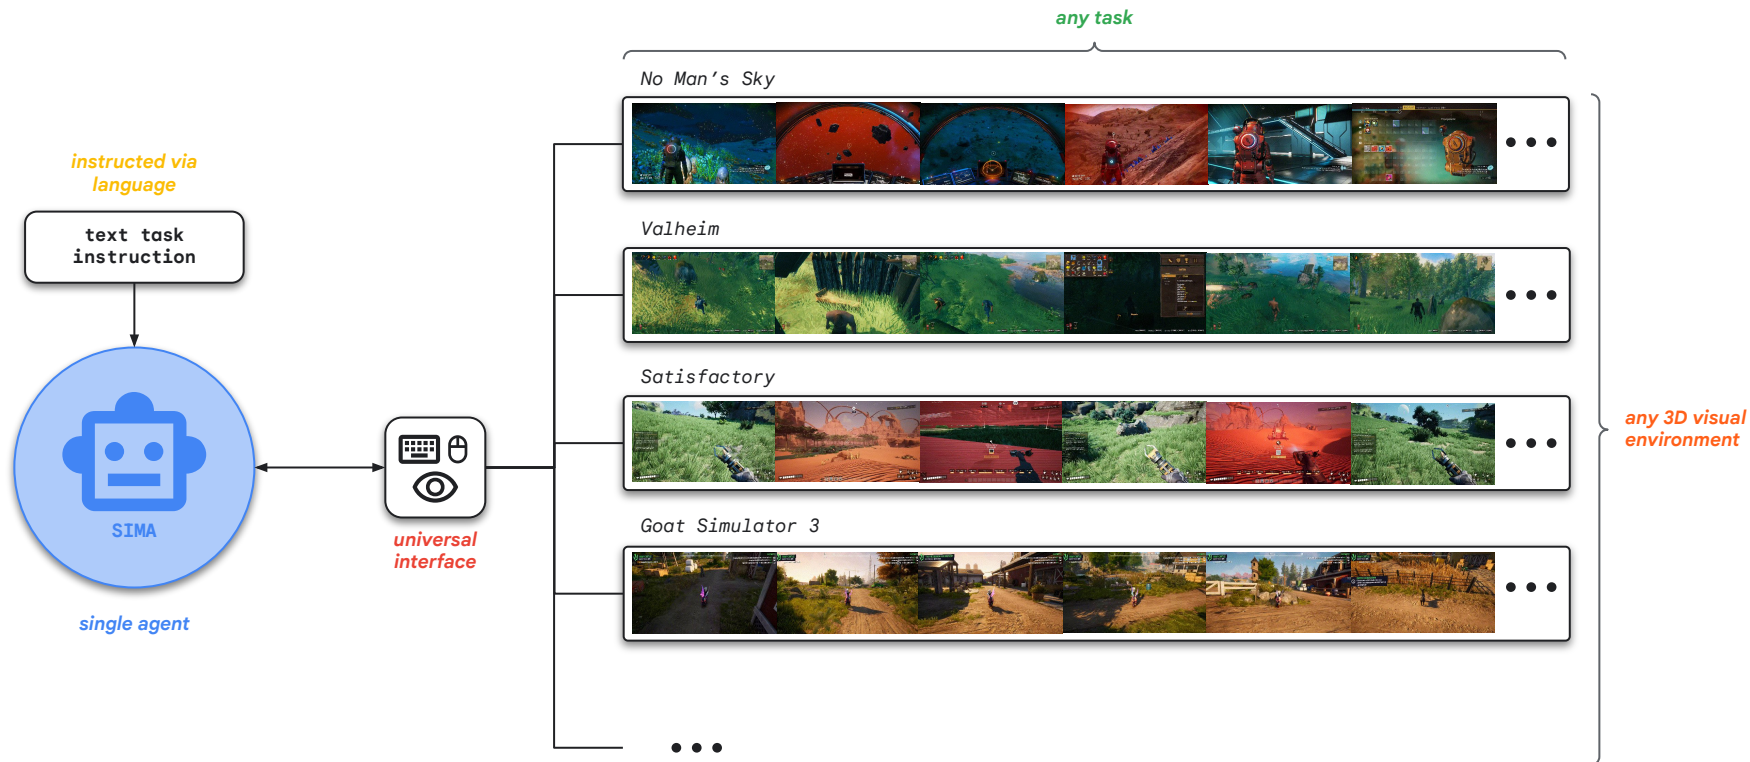 any task
No Man's Sky
instructed via
language
text task
instruction
Valheim
Satisfactory
any 3D visual
environment
Goat Simulator 3
SIMA
universal
interface
single agent